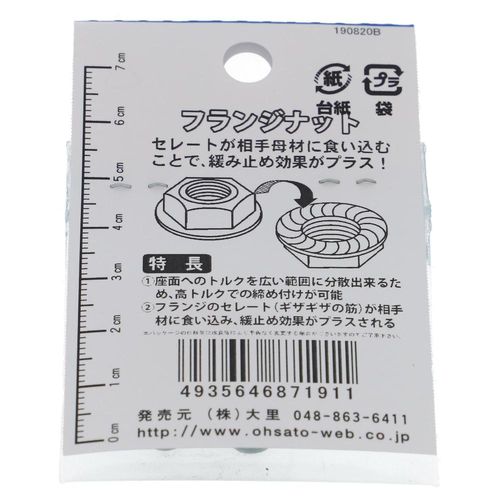 190820B
紙
プラ
台紙
袋
フランジナット
セレートが相手母材に食い込む
ことで、緩み止め効果がプラス！
特長
①座面へのトルクを広い範囲に分散出来るた
め、高トルクでの締め付けが可能
②フランジのセレート（ギザギザの筋）が相手
材に食い込み、緩止め効果がプラスされる
4935646871911
発売元 （株）大里 048-863-6411
http://www.ohsato-web.co.jp
7cm
6cm
5cm
4cm
3cm
2cm
1cm
0cm